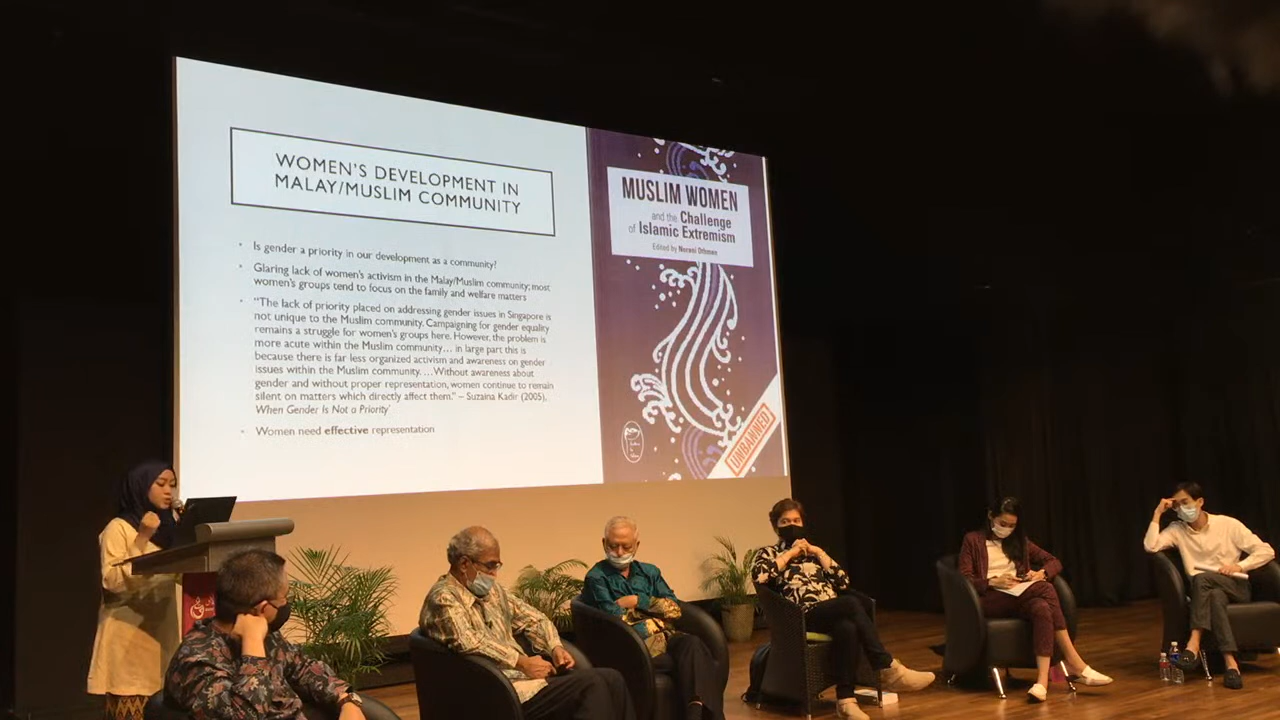 WOMEN'S DEVELOPMENT IN
MALAY/MUSLIM COMMUNITY
• Is gender a priority in our development as a community?
• Glaring lack of women's activism in the Malay/Muslim community; most
women's groups tend to focus on the family and welfare matters
• "The lack of priority placed on addressing gender issues in Singapore is
not unique to the Muslim community. Campaigning for gender equality
remains a struggle for women's groups here. However, the problem is
more acute within the Muslim community… in large part this is
because there is far less organized activism and awareness on gender
issues within the Muslim community. …Without awareness about
gender and without proper representation, women continue to remain
silent on matters which directly affect them." – Suzaina Kadir (2005),
When Gender Is Not a Priority'
• Women need effective representation
MUSLIM WOMEN
and the Challenge
of Islamic Extremism
Edited by Norani Othman
UNBANNED